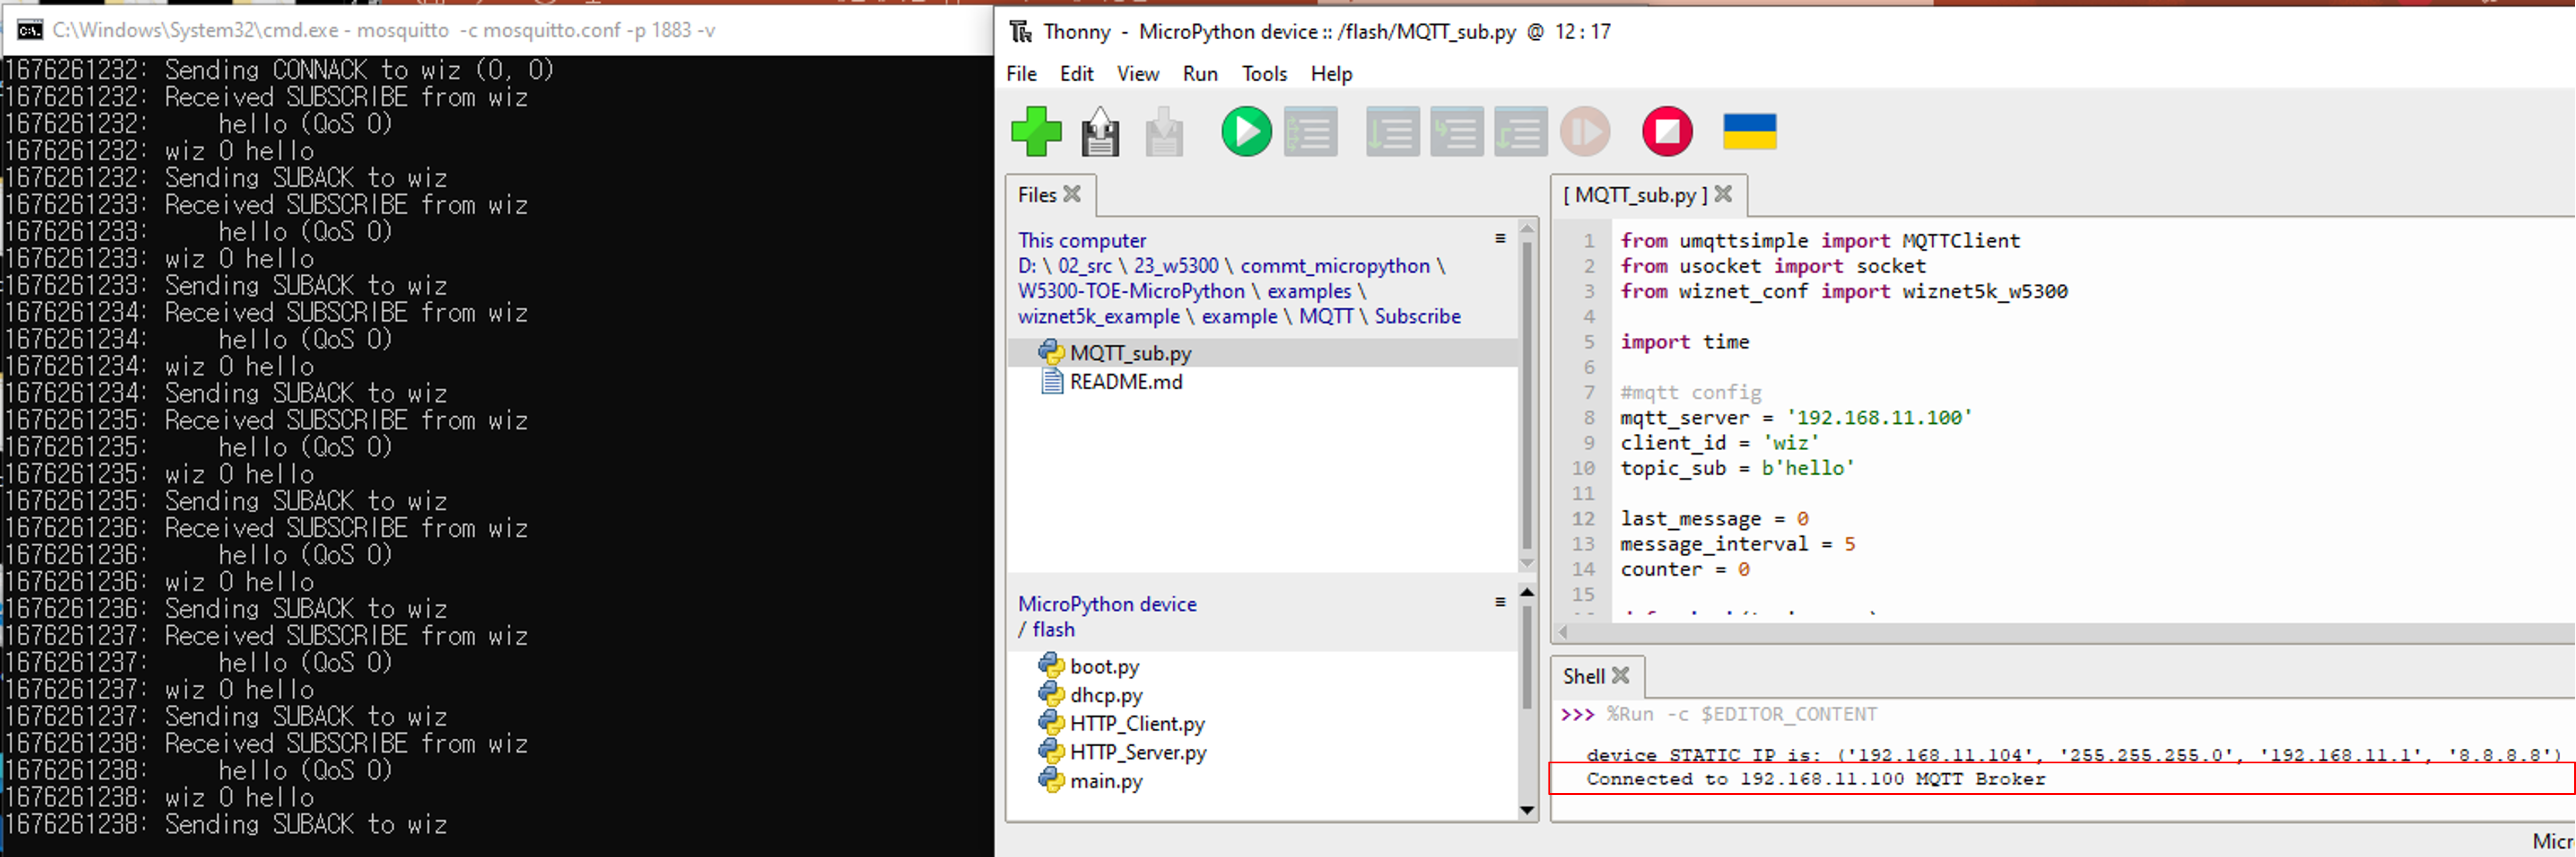 C:\Windows\System32\cmd.exe - mosquitto -c mosquitto.conf -p 1883 -v
1676261232: Sending CONNACK to wiz (0, 0)
1676261232: Received SUBSCRIBE from wiz
1676261232:     hello (QoS 0)
1676261232: wiz 0 hello
1676261232: Sending SUBACK to wiz
1676261233: Received SUBSCRIBE from wiz
1676261233:     hello (QoS 0)
1676261233: wiz 0 hello
1676261233: Sending SUBACK to wiz
1676261234: Received SUBSCRIBE from wiz
1676261234:     hello (QoS 0)
1676261234: wiz 0 hello
1676261234: Sending SUBACK to wiz
1676261235: Received SUBSCRIBE from wiz
1676261235:     hello (QoS 0)
1676261235: wiz 0 hello
1676261235: Sending SUBACK to wiz
1676261236: Received SUBSCRIBE from wiz
1676261236:     hello (QoS 0)
1676261236: wiz 0 hello
1676261236: Sending SUBACK to wiz
1676261237: Received SUBSCRIBE from wiz
1676261237:     hello (QoS 0)
1676261237: wiz 0 hello
1676261237: Sending SUBACK to wiz
1676261238: Received SUBSCRIBE from wiz
1676261238:     hello (QoS 0)
1676261238: wiz 0 hello
1676261238: Sending SUBACK to wiz
Thonny - MicroPython device :: /flash/MQTT_sub.py @ 12 : 17
File Edit View Run Tools Help
Files
This computer
D: \ 02_src \ 23_w5300 \ commt_micropython \
W5300-TOE-MicroPython \ examples \
wiznet5k_example \ example \ MQTT \ Subscribe
MQTT_sub.py
README.md
MicroPython device
/ flash
boot.py
dhcp.py
HTTP_Client.py
HTTP_Server.py
main.py
[ MQTT_sub.py ]
1 from umqttsimple import MQTTClient
2 from usocket import socket
3 from wiznet_conf import wiznet5k_w5300
4
5 import time
6
7 #mqtt config
8 mqtt_server = '192.168.11.100'
9 client_id = 'wiz'
10 topic_sub = b'hello'
11
12 last_message = 0
13 message_interval = 5
14 counter = 0
15
Shell
>>> %Run -c $EDITOR_CONTENT
device STATIC IP is: ('192.168.11.104', '255.255.255.0', '192.168.11.1', '8.8.8.8')
Connected to 192.168.11.100 MQTT Broker
Micr